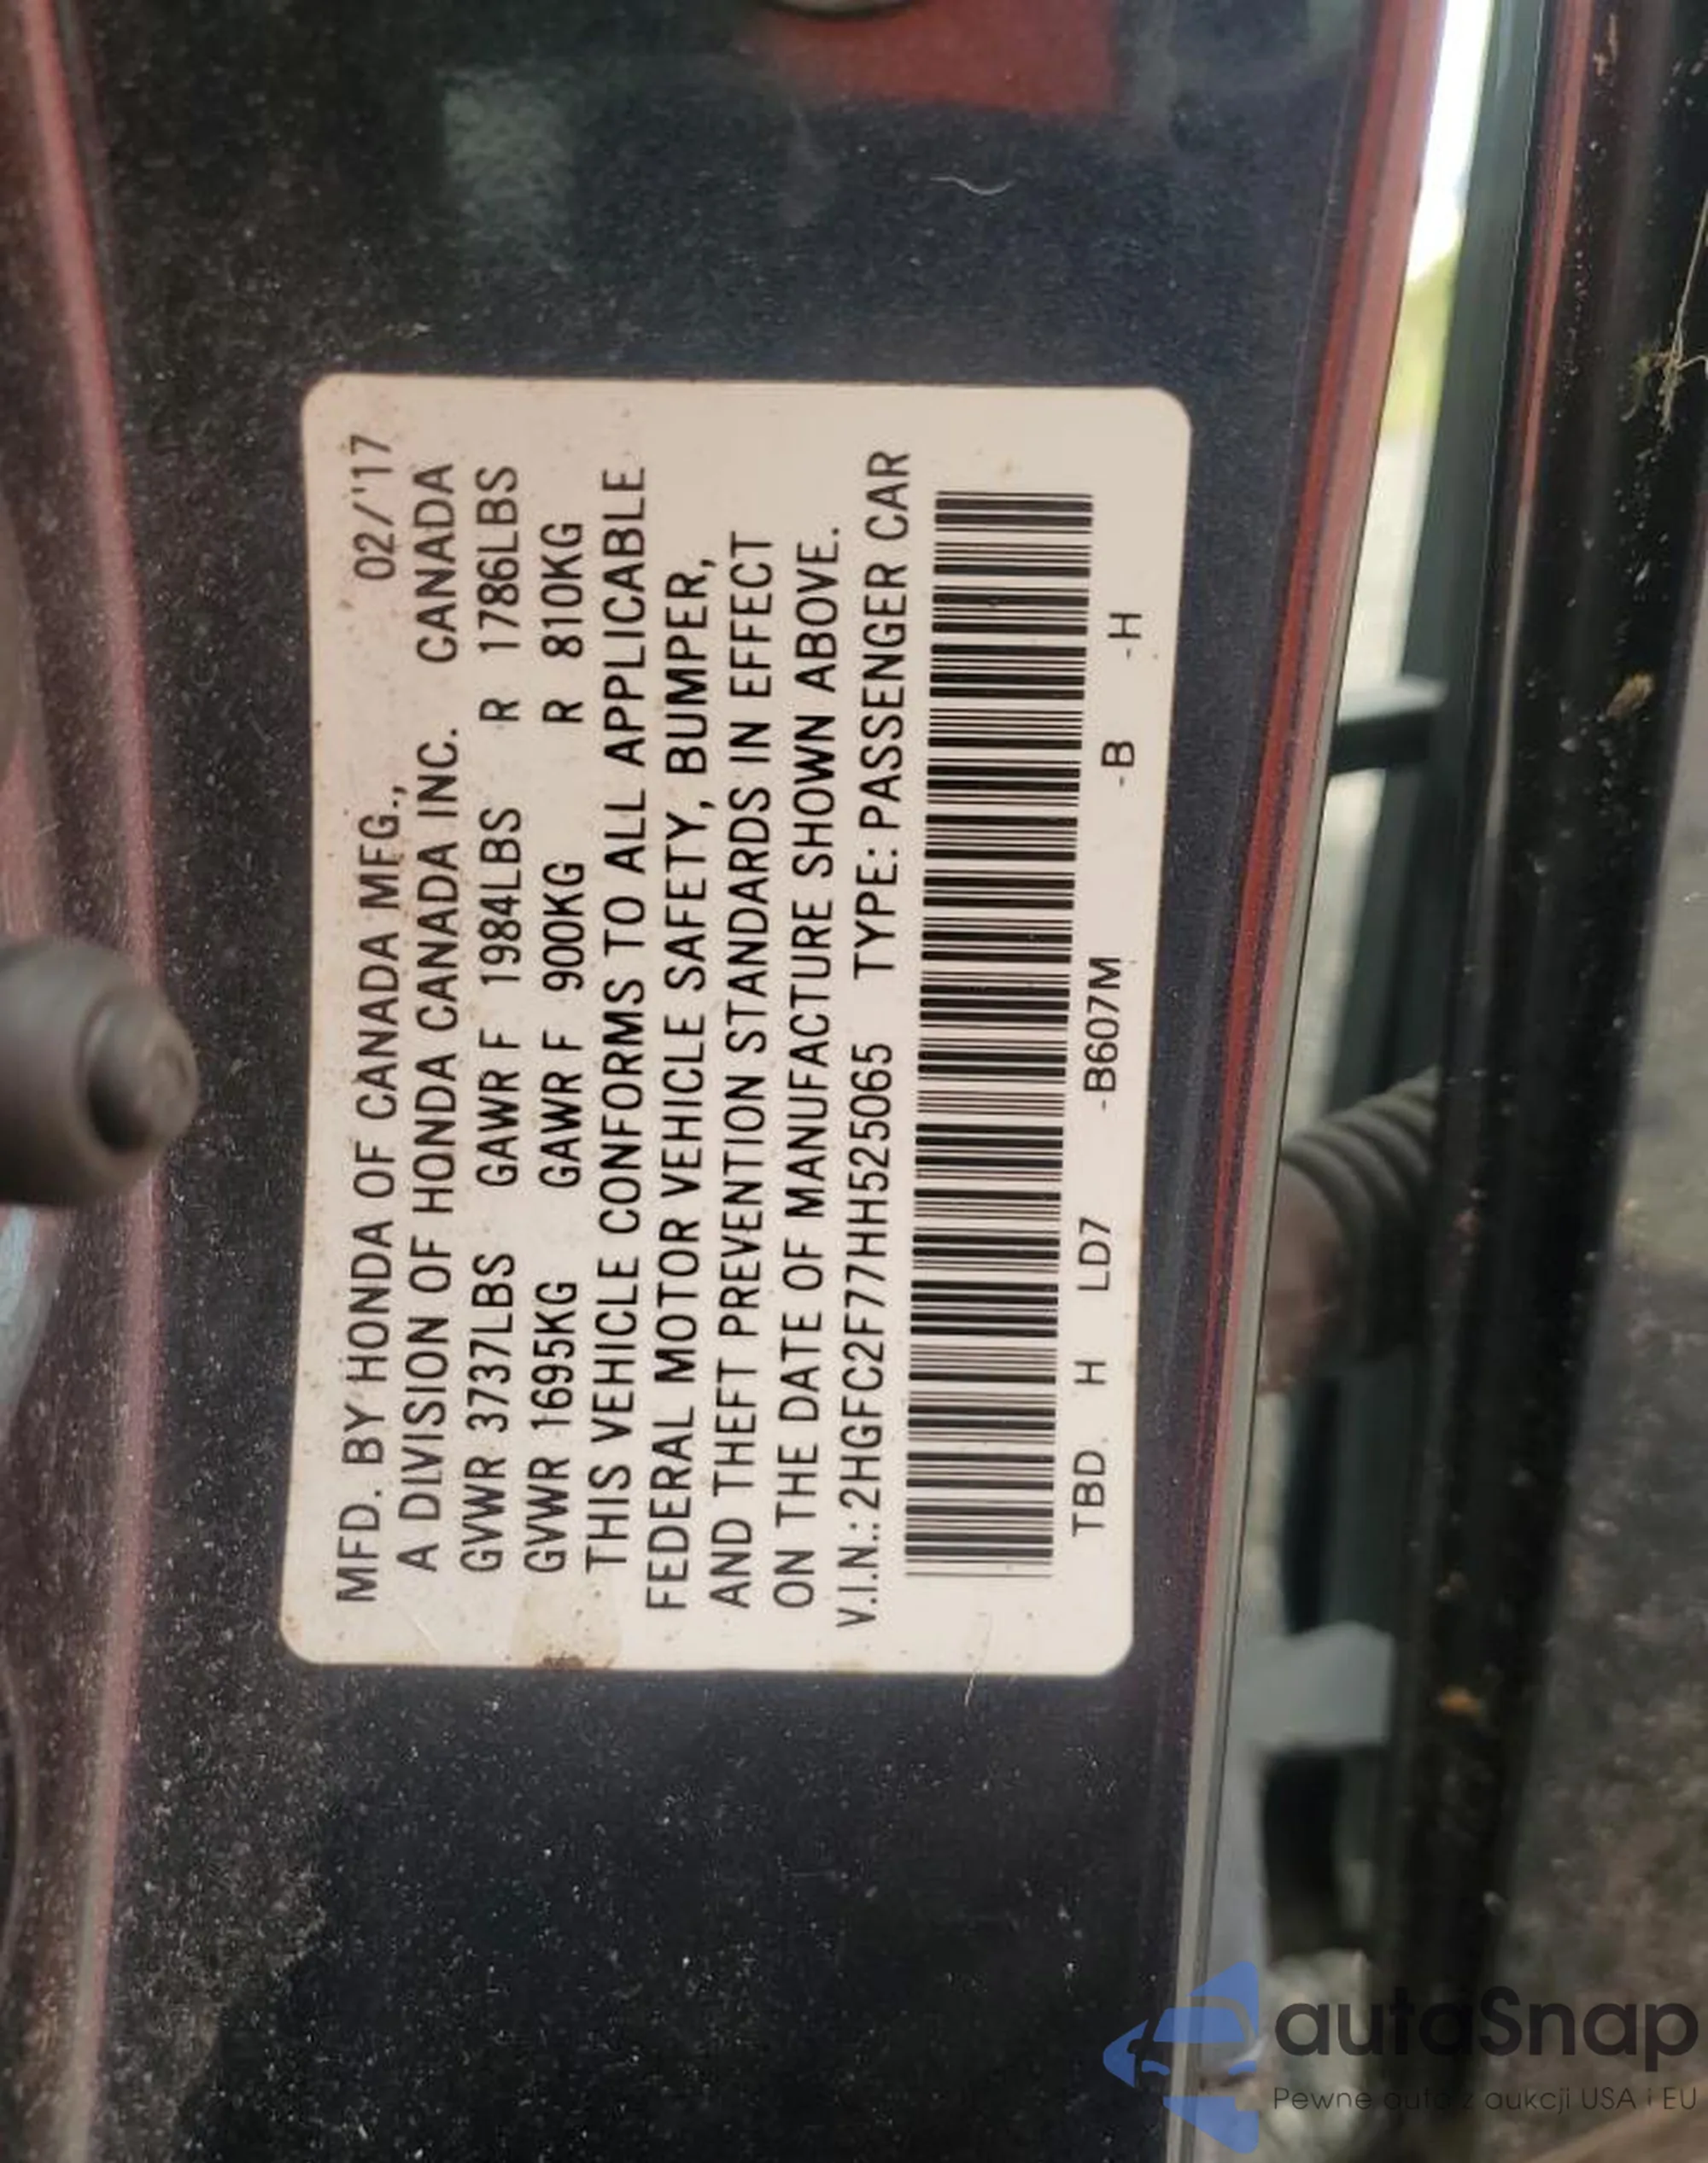 MFD. BY HONDA OF CANADA MFG., 02/'17
A DIVISION OF HONDA CANADA INC. CANADA
GVWR 3737LBS GAWR F 1984LBS R 1786LBS
GVWR 1695KG GAWR F 900KG R 810KG
THIS VEHICLE CONFORMS TO ALL APPLICABLE
FEDERAL MOTOR VEHICLE SAFETY, BUMPER,
AND THEFT PREVENTION STANDARDS IN EFFECT
ON THE DATE OF MANUFACTURE SHOWN ABOVE.
V.I.N.: 2HGFC2F77HH525065 TYPE: PASSENGER CAR
TBD H LD7 -B607M -B -H
autaSnap
Pewne auto z aukcji USA i EU